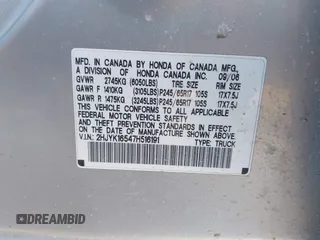 MFD. IN CANADA BY HONDA OF CANADA MFG.
A DIVISION OF HONDA CANADA INC. 09/06
GVWR 2745KG (6050LBS) TIRE SIZE RIM SIZE
GAWR F 1410KG (3105LBS) P245/65R17 105S 17X7.5J
GAWR R 1475KG (3245LBS) P245/65R17 105S 17X7.5J
THIS VEHICLE CONFORMS TO ALL APPLICABLE
FEDERAL MOTOR VEHICLE SAFETY STANDARDS
IN EFFECT ON THE DATE OF MANUFACTURE
SHOWN ABOVE.
V.I.N.: 2HJYK16547H516191 TYPE: TRUCK
DREAMBID